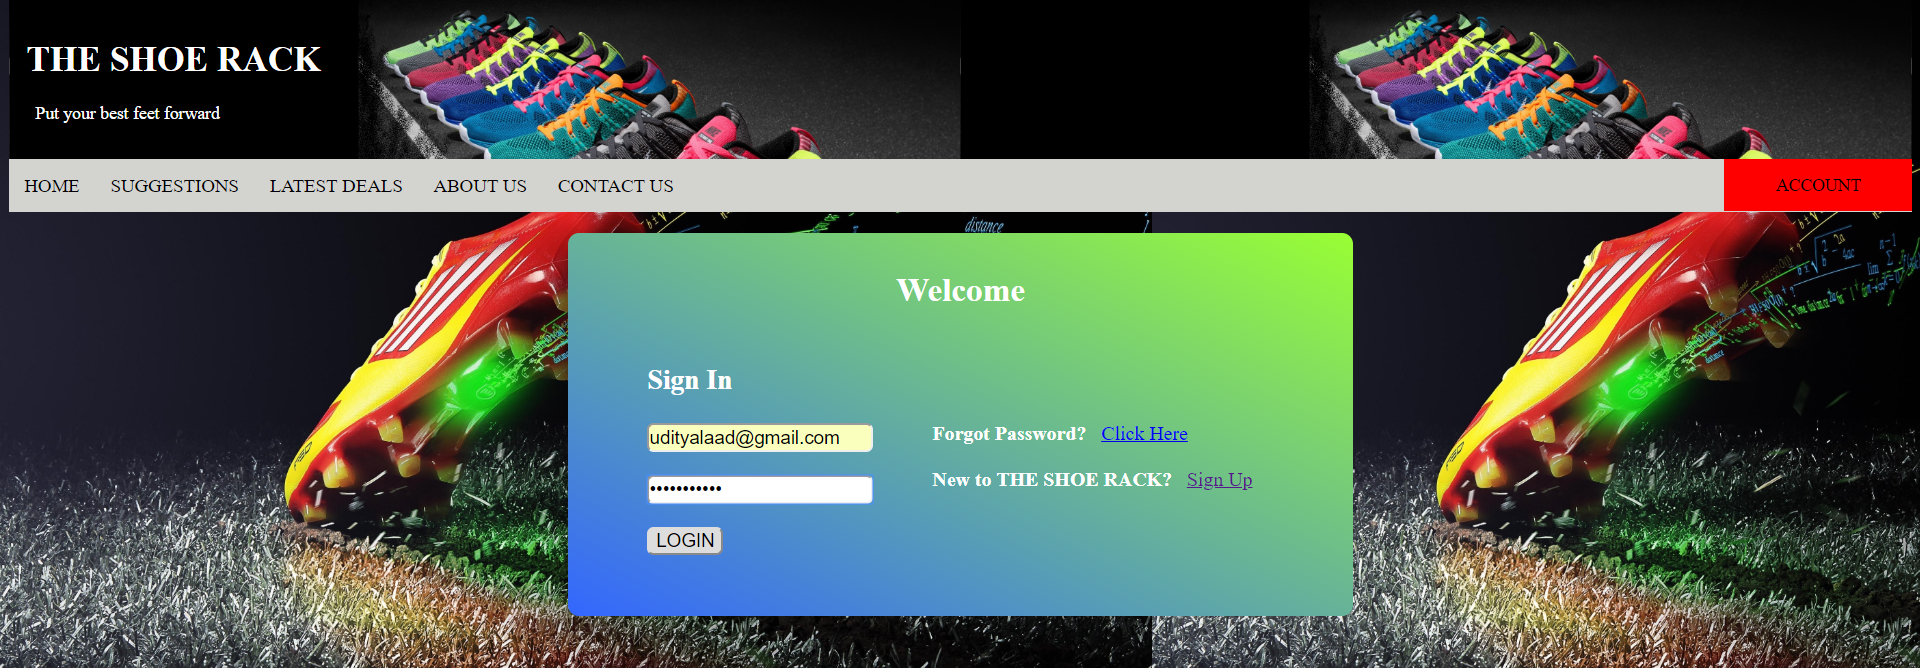 THE SHOE RACK
Put your best feet forward
HOME SUGGESTIONS LATEST DEALS ABOUT US CONTACT US ACCOUNT
distance
Welcome
Sign In
udityalaad@gmail.com
Forgot Password? Click Here
•••••••••••
New to THE SHOE RACK? Sign Up
LOGIN